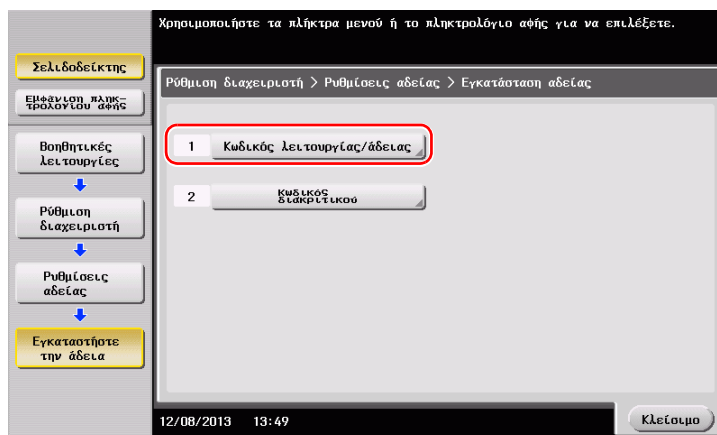 Χρησιμοποιήστε τα πλήκτρα μενού ή το πληκτρολόγιο αφής για να επιλέξετε.
Σελιδοδείκτης
Εμφάνιση πληκ-
τρολογίου αφής
Βοηθητικές
λειτουργίες
Ρύθμιση
διαχειριστή
Ρυθμίσεις
αδείας
Εγκαταστήστε
την άδεια
Ρύθμιση διαχειριστή > Ρυθμίσεις αδείας > Εγκατάσταση αδείας
1 Κωδικός λειτουργίας/άδειας
2 Κωδικός
διακριτικού
12/08/2013 13:49
Κλείσιμο